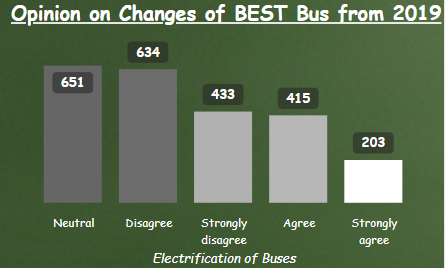 Opinion on Changes of BEST Bus from 2019
651
634
433
415
203
Neutral
Disagree
Strongly
disagree
Agree
Strongly
agree
Electrification of Buses